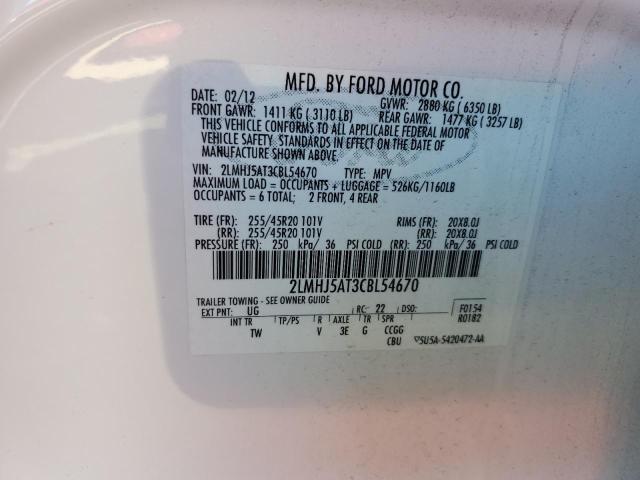 MFD. BY FORD MOTOR CO.
DATE: 02/12 GVWR: 2880 KG ( 6350 LB)
FRONT GAWR: 1411 KG ( 3110 LB) REAR GAWR: 1477 KG ( 3257 LB)
THIS VEHICLE CONFORMS TO ALL APPLICABLE FEDERAL MOTOR
VEHICLE SAFETY STANDARDS IN EFFECT ON THE DATE OF
MANUFACTURE SHOWN ABOVE.
VIN: 2LMHJ5AT3CBL54670 TYPE: MPV
MAXIMUM LOAD = OCCUPANTS + LUGGAGE = 526KG/1160LB
OCCUPANTS = 6 TOTAL; 2 FRONT, 4 REAR
TIRE (FR): 255/45R20 101V RIMS (FR): 20X8.0J
(RR): 255/45R20 101V (RR): 20X8.0J
PRESSURE (FR): 250 kPa/ 36 PSI COLD (RR): 250 kPa/ 36 PSI COLD
2LMHJ5AT3CBL54670
TRAILER TOWING - SEE OWNER GUIDE
EXT PNT: UG RC: 22 DSO: F0154
INT TR TP/PS R AXLE TR SPR R0182
TW V 3E G CCGG
CBU 5U5A-5420472-AA